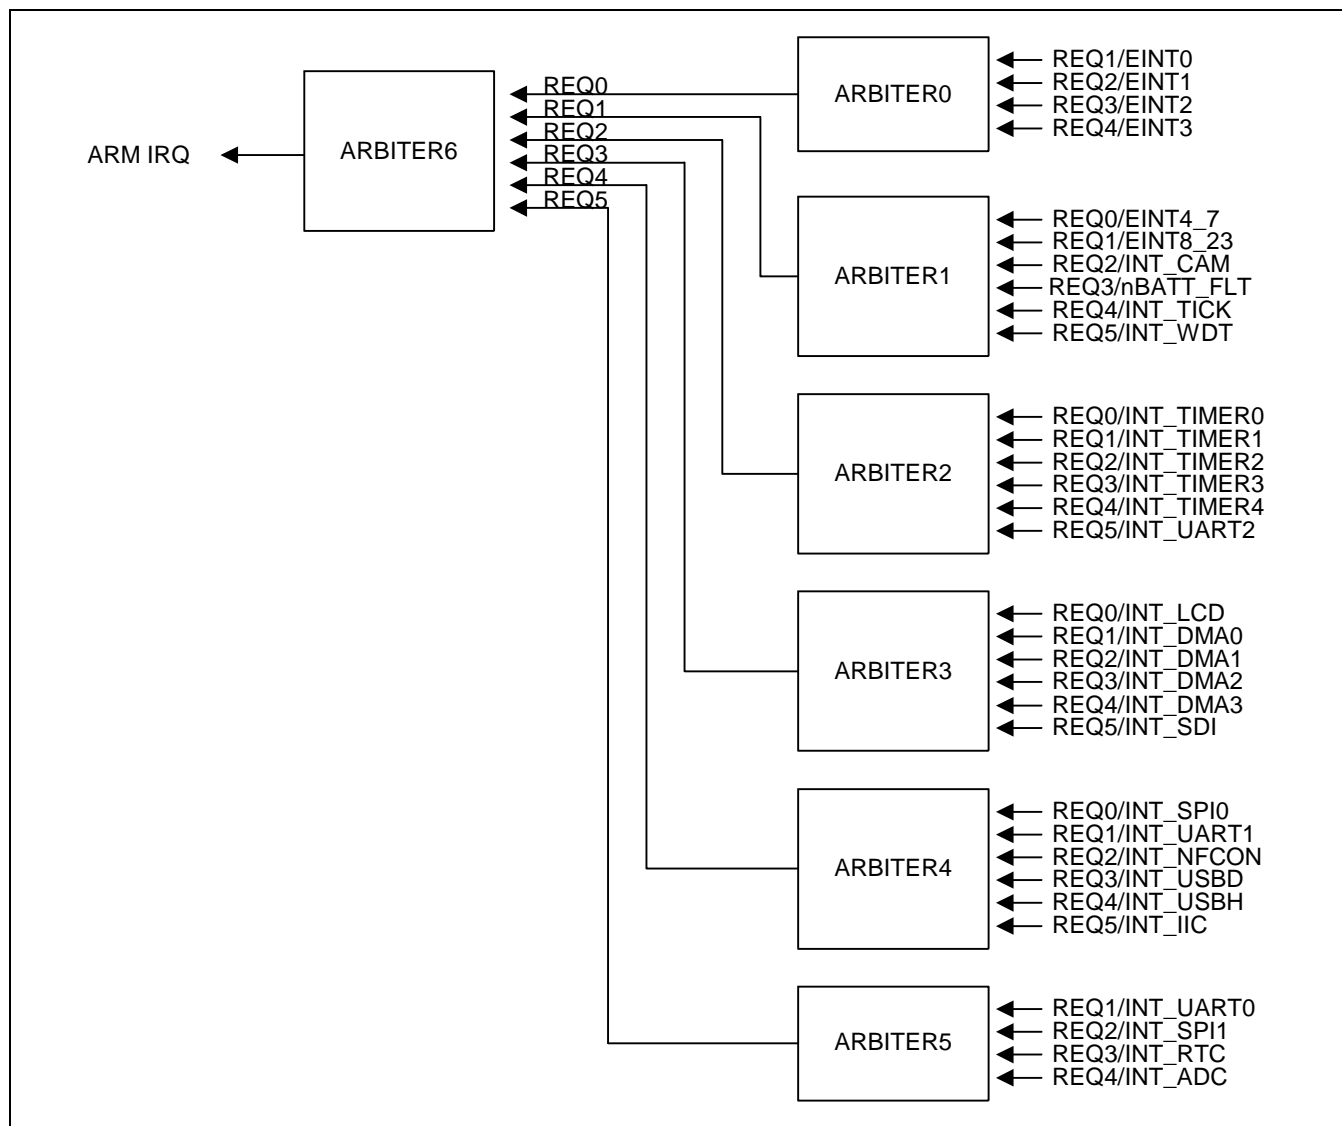 ARM IRQ
ARBITER6
REQ0
REQ1
REQ2
REQ3
REQ4
REQ5
ARBITER0
REQ1/EINT0
REQ2/EINT1
REQ3/EINT2
REQ4/EINT3
ARBITER1
REQ0/EINT4_7
REQ1/EINT8_23
REQ2/INT_CAM
REQ3/nBATT_FLT
REQ4/INT_TICK
REQ5/INT_WDT
ARBITER2
REQ0/INT_TIMER0
REQ1/INT_TIMER1
REQ2/INT_TIMER2
REQ3/INT_TIMER3
REQ4/INT_TIMER4
REQ5/INT_UART2
ARBITER3
REQ0/INT_LCD
REQ1/INT_DMA0
REQ2/INT_DMA1
REQ3/INT_DMA2
REQ4/INT_DMA3
REQ5/INT_SDI
ARBITER4
REQ0/INT_SPI0
REQ1/INT_UART1
REQ2/INT_NFCON
REQ3/INT_USBD
REQ4/INT_USBH
REQ5/INT_IIC
ARBITER5
REQ1/INT_UART0
REQ2/INT_SPI1
REQ3/INT_RTC
REQ4/INT_ADC